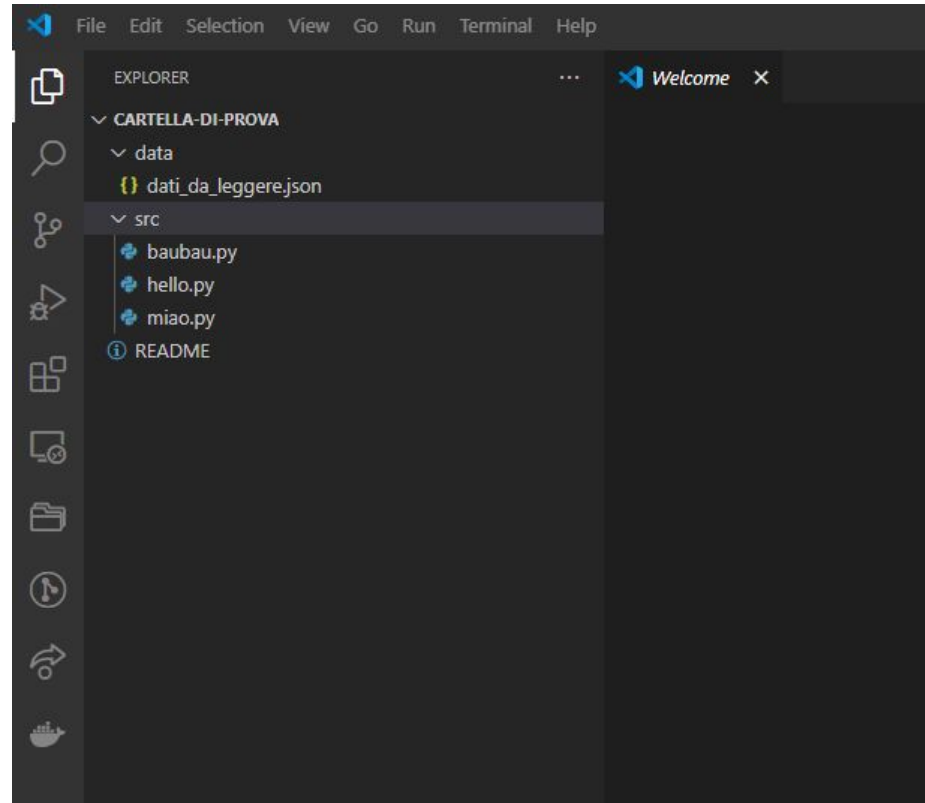 File Edit Selection View Go Run Terminal Help
EXPLORER ... Welcome
CARTELLA-DI-PROVA
data
{} dati_da_leggere.json
src
baubau.py
hello.py
miao.py
README